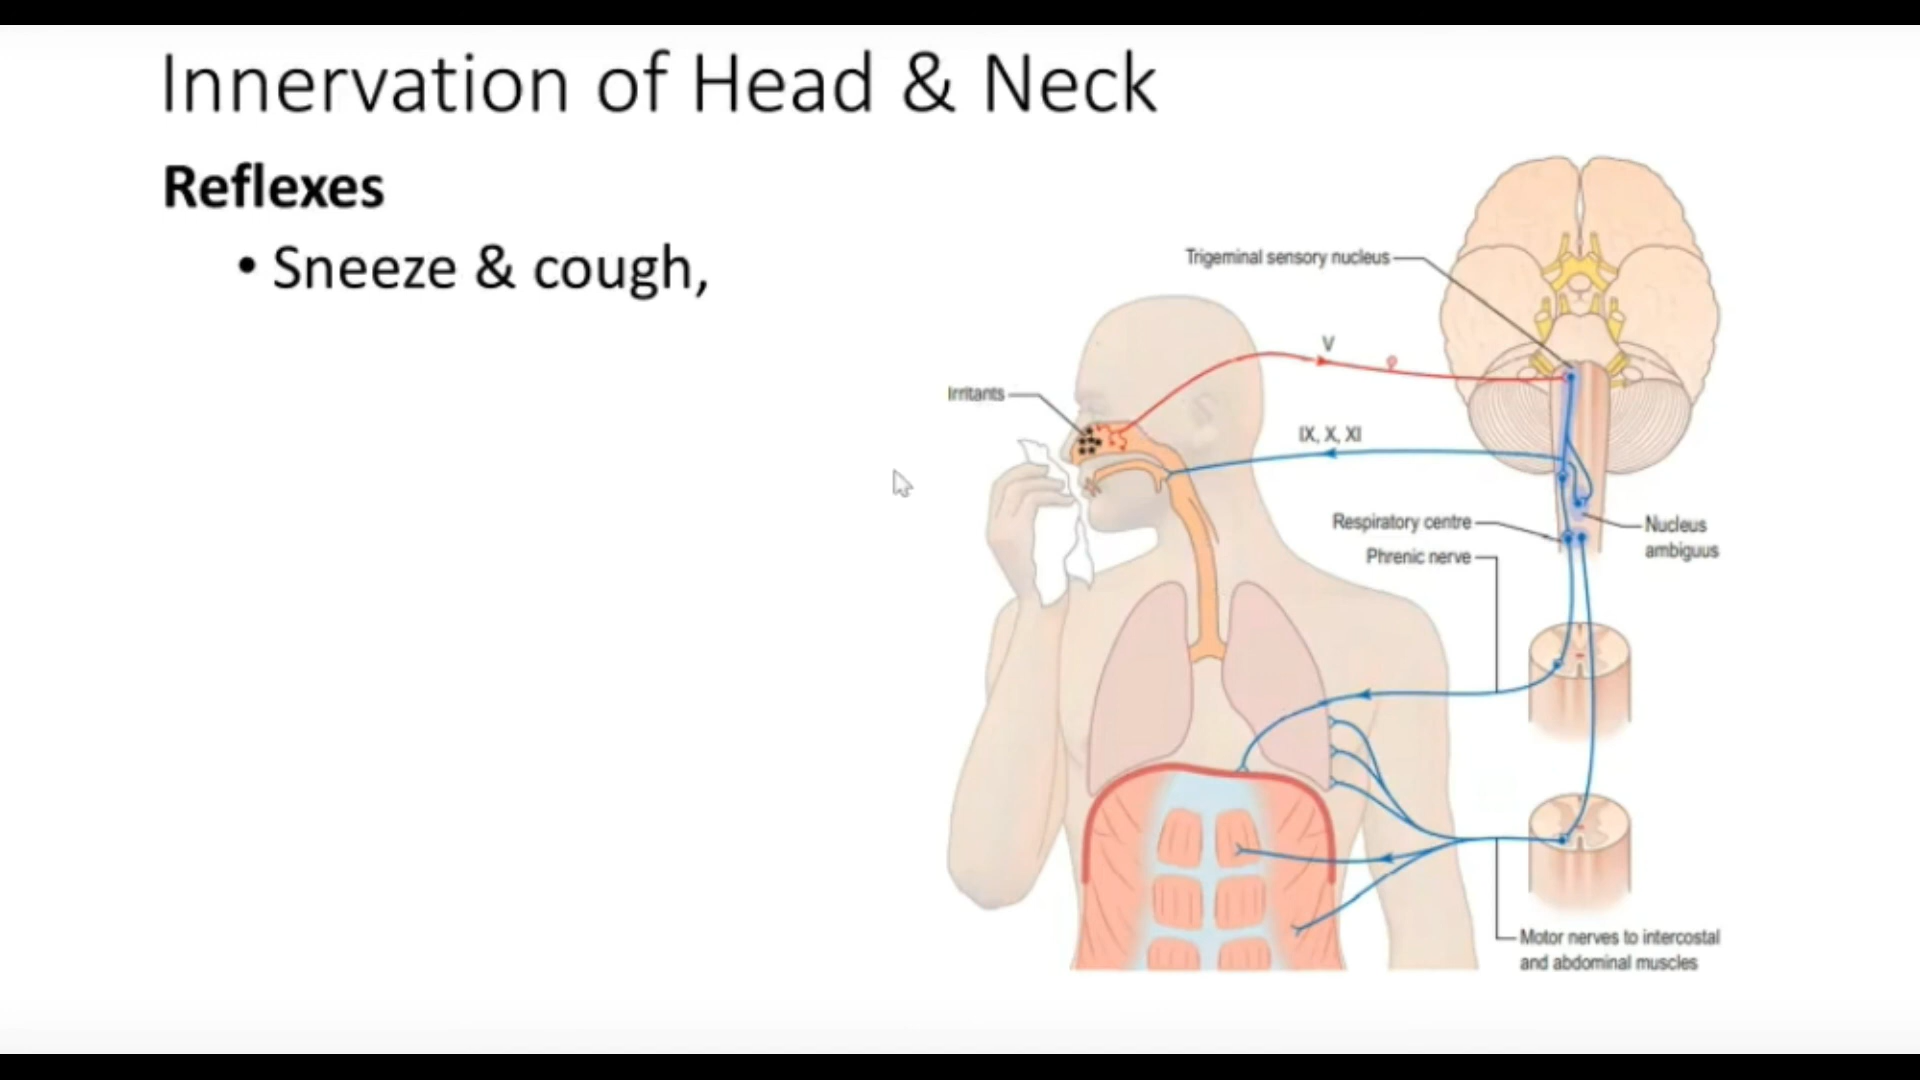 Innervation of Head & Neck
Reflexes
• Sneeze & cough,
Trigeminal sensory nucleus
V
Irritants
IX, X, XI
Respiratory centre
Nucleus
ambiguus
Phrenic nerve
Motor nerves to intercostal
and abdominal muscles